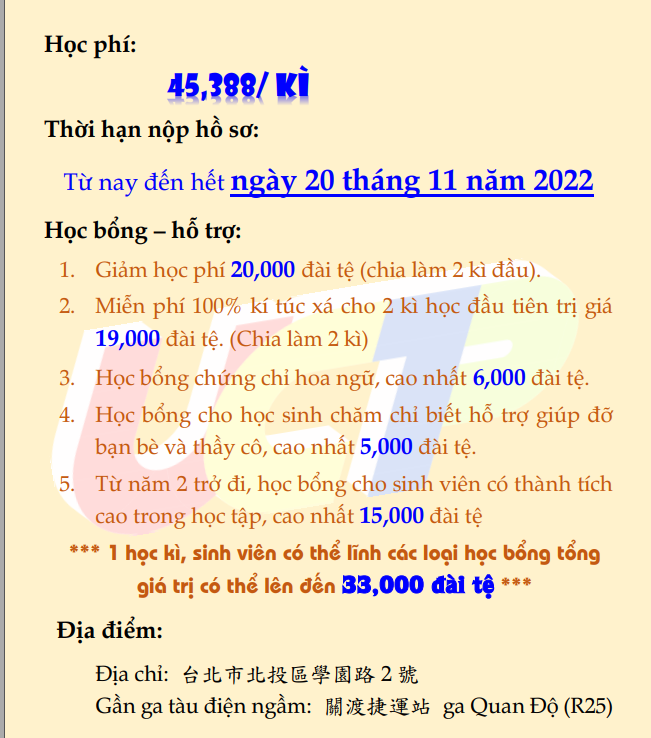 Học phí:
45,388/ KÌ
Thời hạn nộp hồ sơ:
Từ nay đến hết ngày 20 tháng 11 năm 2022
Học bổng – hỗ trợ:
1. Giảm học phí 20,000 đài tệ (chia làm 2 kì đầu).
2. Miễn phí 100% kí túc xá cho 2 kì học đầu tiên trị giá
19,000 đài tệ. (Chia làm 2 kì)
3. Học bổng chứng chỉ hoa ngữ, cao nhất 6,000 đài tệ.
4. Học bổng cho học sinh chăm chỉ biết hỗ trợ giúp đỡ
bạn bè và thầy cô, cao nhất 5,000 đài tệ.
5. Từ năm 2 trở đi, học bổng cho sinh viên có thành tích
cao trong học tập, cao nhất 15,000 đài tệ
*** 1 học kì, sinh viên có thể lĩnh các loại học bổng tổng
giá trị có thể lên đến 33,000 đài tệ ***
Địa điểm:
Địa chỉ: 台北市北投區學園路 2 號
Gần ga tàu điện ngầm: 關渡捷運站 ga Quan Độ (R25)